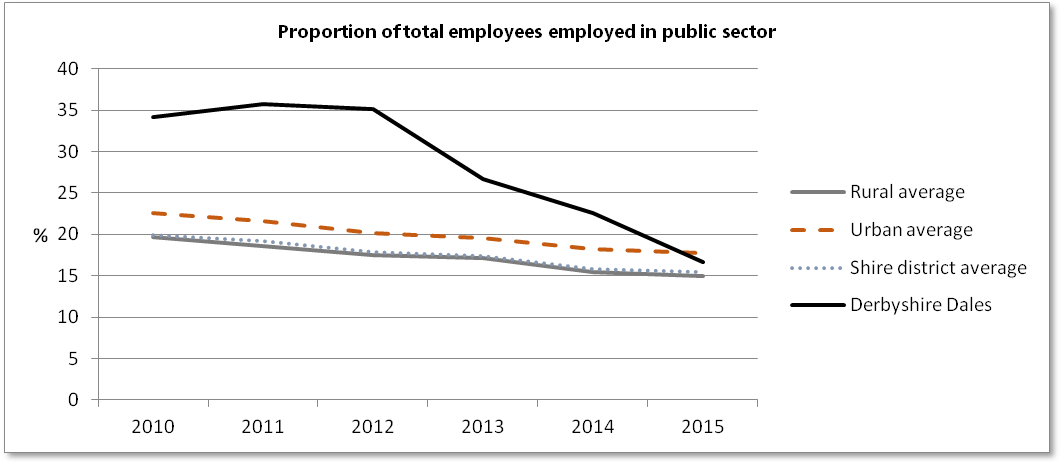 Proportion of total employees employed in public sector
40
35
30
25
20
15
10
5
0
%
2010 2011 2012 2013 2014 2015
Rural average
Urban average
Shire district average
Derbyshire Dales